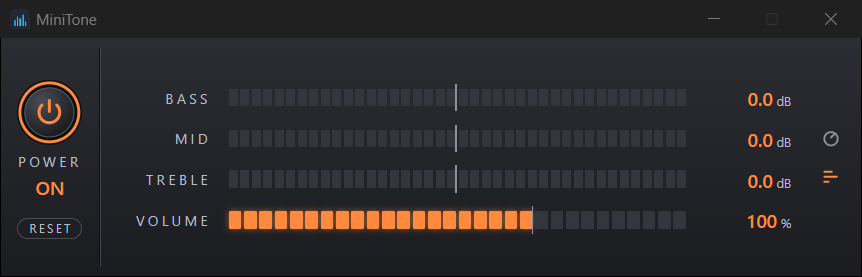 MiniTone
BASS 0.0 dB
MID 0.0 dB
POWER
TREBLE 0.0 dB
ON
VOLUME 100 %
RESET